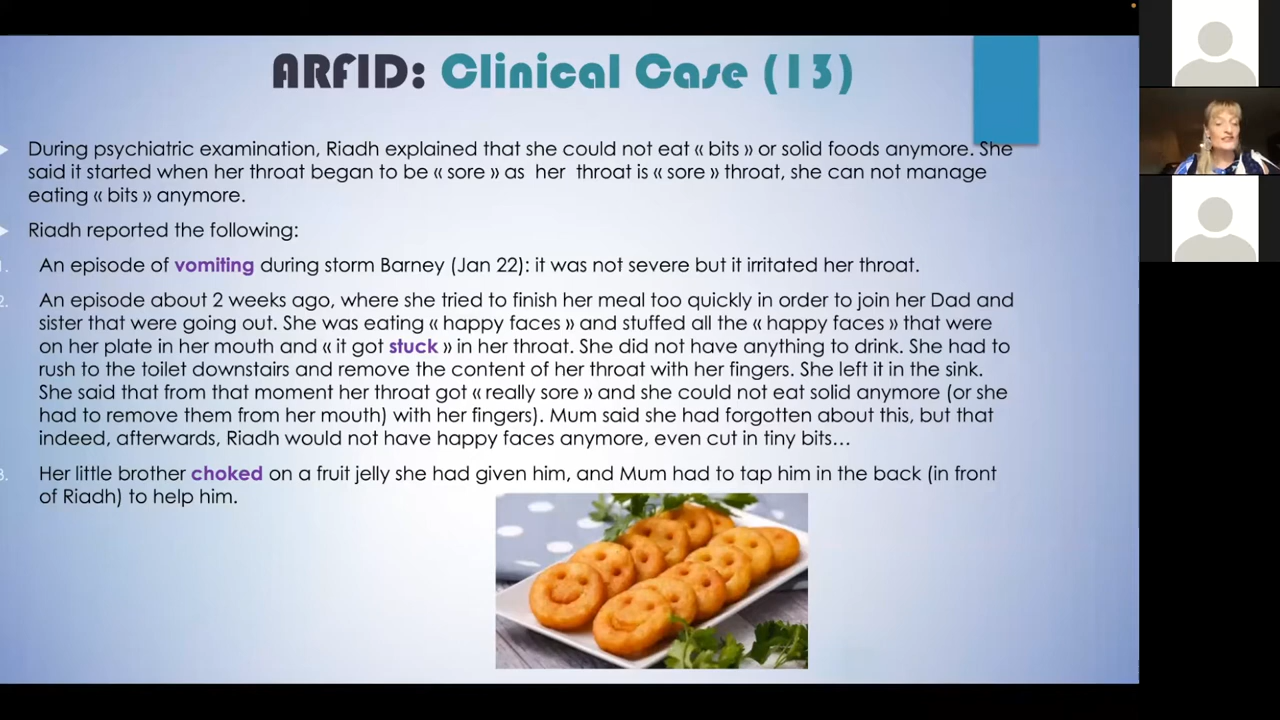 ARFID: Clinical Case (13)
During psychiatric examination, Riadh explained that she could not eat « bits » or solid foods anymore. She
said it started when her throat began to be « sore » as her throat is « sore » throat, she can not manage
eating « bits » anymore.
Riadh reported the following:
1. An episode of vomiting during storm Barney (Jan 22): it was not severe but it irritated her throat.
2. An episode about 2 weeks ago, where she tried to finish her meal too quickly in order to join her Dad and
sister that were going out. She was eating « happy faces » and stuffed all the « happy faces » that were
on her plate in her mouth and « it got stuck » in her throat. She did not have anything to drink. She had to
rush to the toilet downstairs and remove the content of her throat with her fingers. She left it in the sink.
She said that from that moment her throat got « really sore » and she could not eat solid anymore (or she
had to remove them from her mouth) with her fingers). Mum said she had forgotten about this, but that
indeed, afterwards, Riadh would not have happy faces anymore, even cut in tiny bits…
3. Her little brother choked on a fruit jelly she had given him, and Mum had to tap him in the back (in front
of Riadh) to help him.